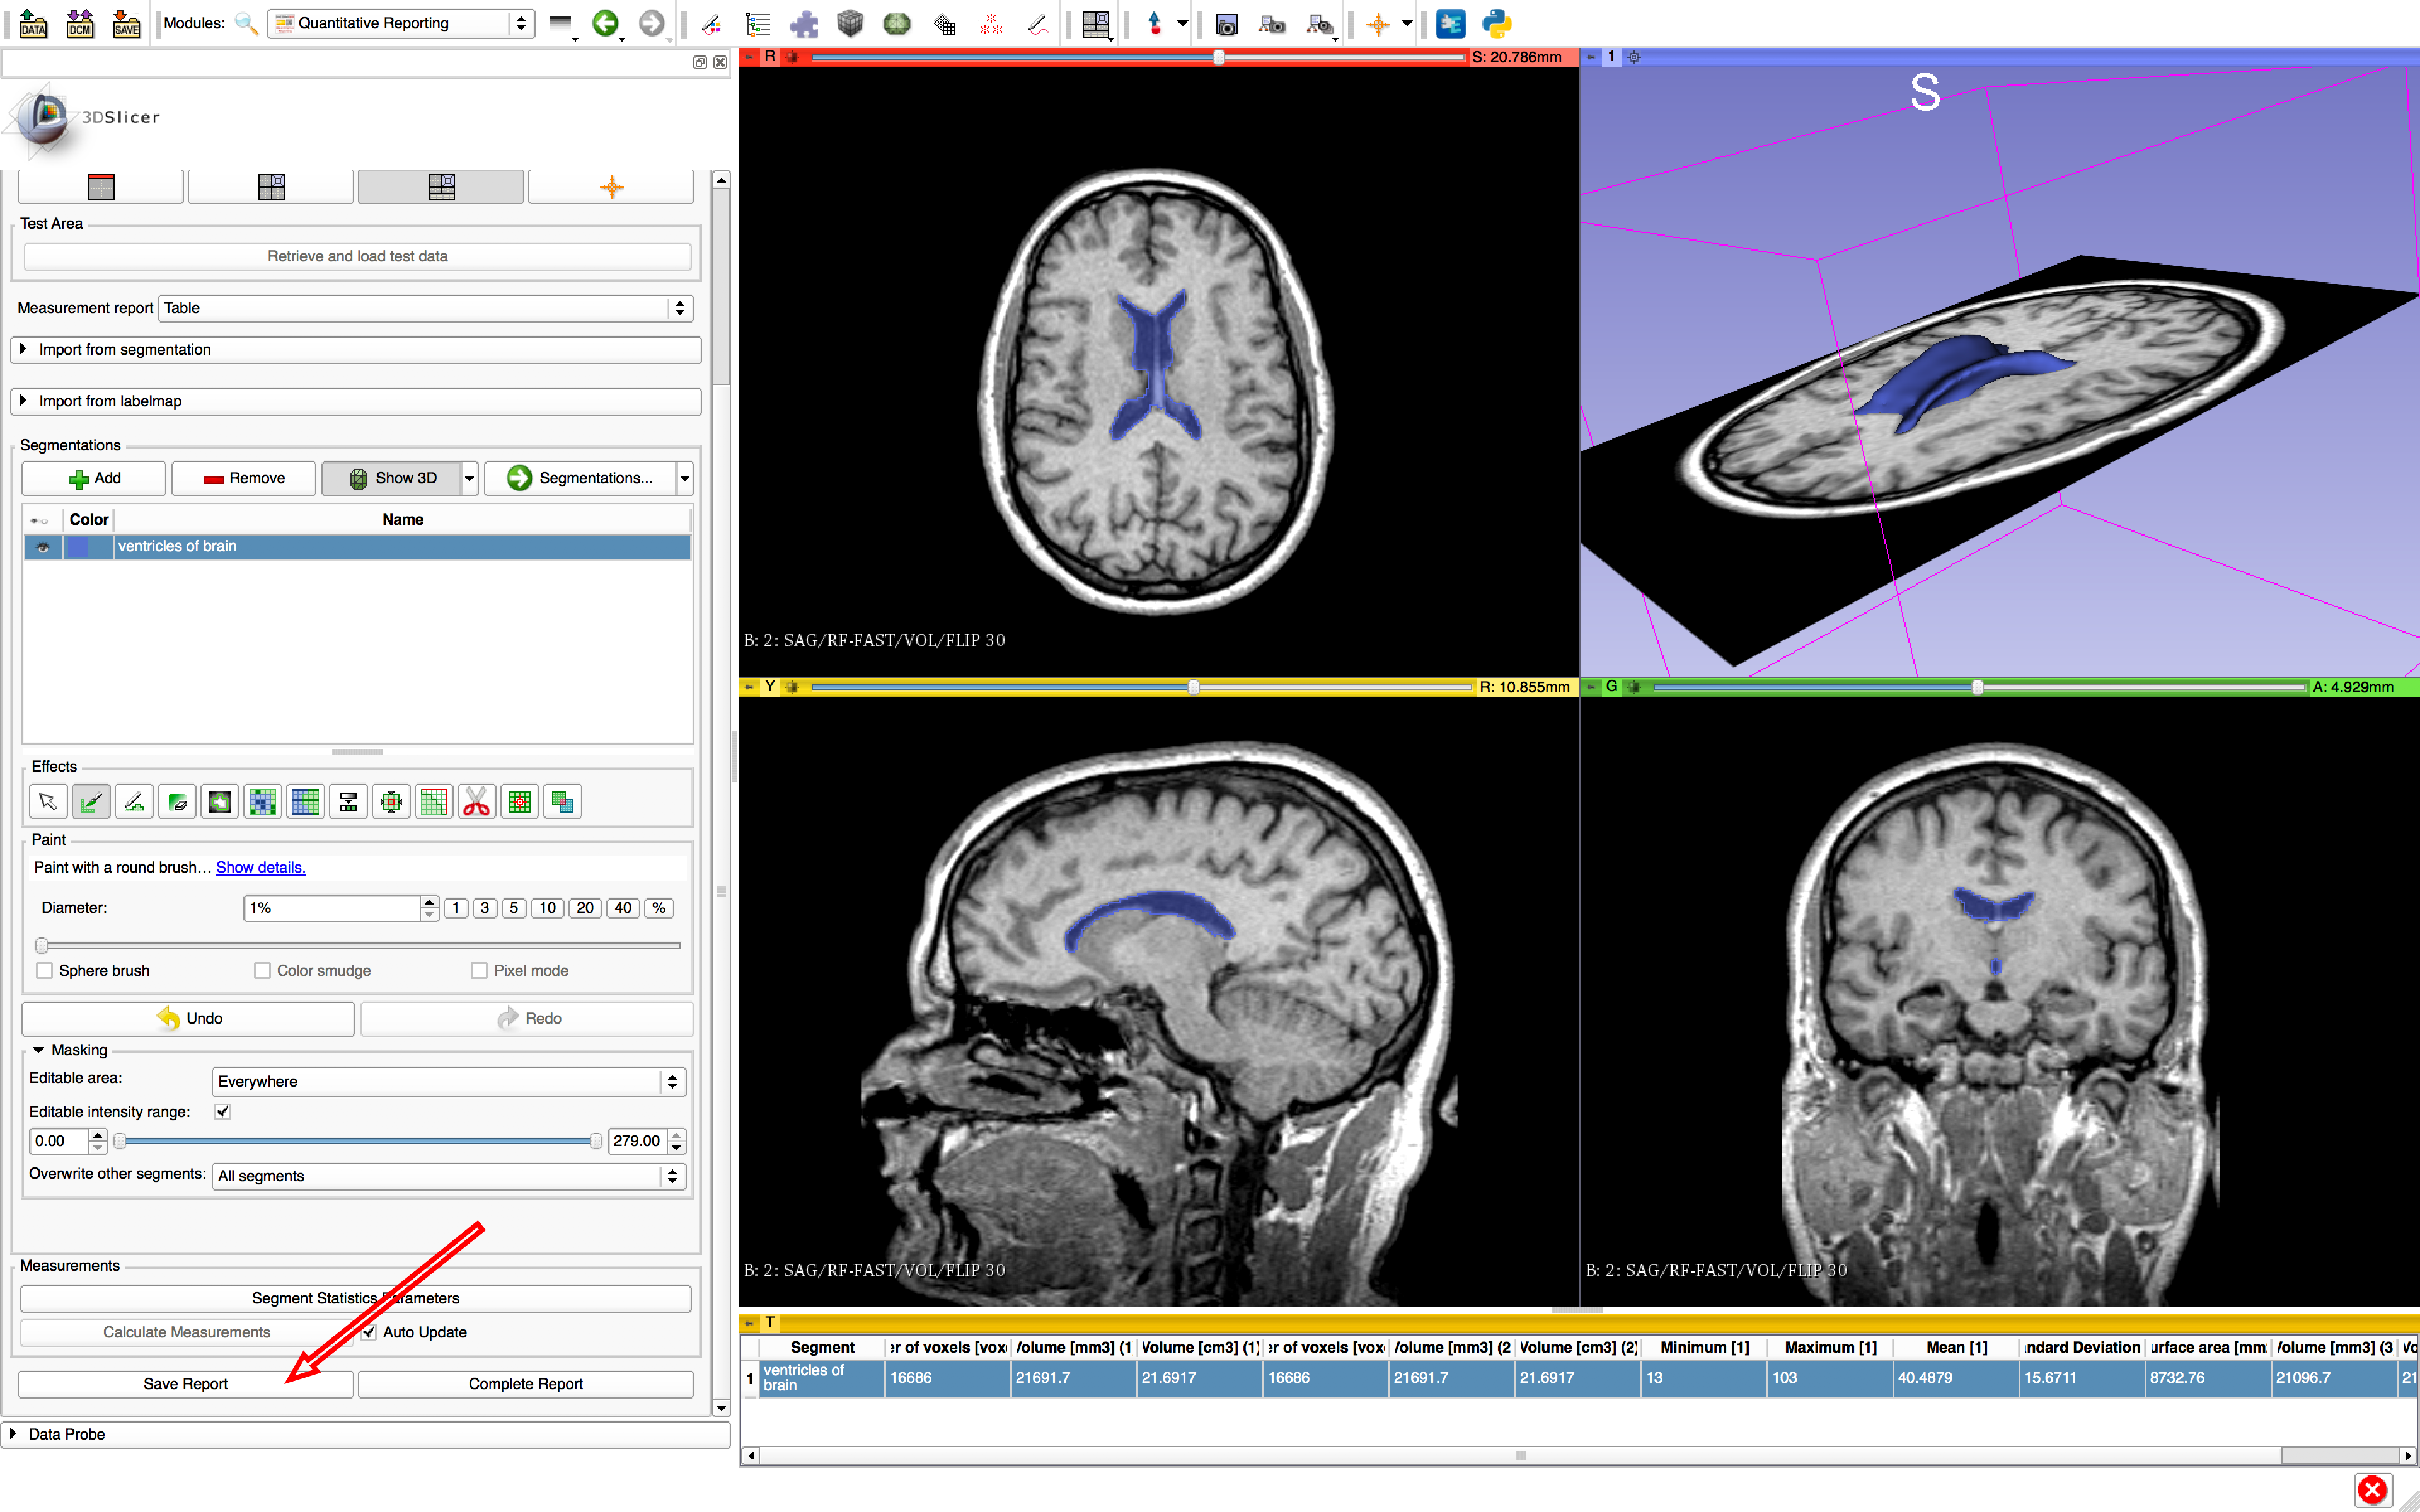 DATA DCM SAVE Modules: Quantitative Reporting
3DSlicer
Test Area
Retrieve and load test data
Measurement report Table
Import from segmentation
Import from labelmap
Segmentations
Add Remove Show 3D Segmentations...
Color Name
ventricles of brain
Effects
Paint
Paint with a round brush... Show details.
Diameter: 1% 1 3 5 10 20 40 %
Sphere brush Color smudge Pixel mode
Undo Redo
Masking
Editable area: Everywhere
Editable intensity range:
0.00 279.00
Overwrite other segments: All segments
Measurements
Segment Statistics Parameters
Calculate Measurements Auto Update
Save Report Complete Report
Data Probe
R S: 20.786mm
B: 2: SAG/RF-FAST/VOL/FLIP 30
1
S
Y R: 10.855mm
B: 2: SAG/RF-FAST/VOL/FLIP 30
G A: 4.929mm
B: 2: SAG/RF-FAST/VOL/FLIP 30
T
Segment er of voxels [vox /olume [mm3] (1 Volume [cm3] (1) er of voxels [vox /olume [mm3] (2 Volume [cm3] (2) Minimum [1] Maximum [1] Mean [1] ndard Deviation urface area [mm /olume [mm3] (3 Vo
1 ventricles of brain 16686 21691.7 21.6917 16686 21691.7 21.6917 13 103 40.4879 15.6711 8732.76 21096.7 21